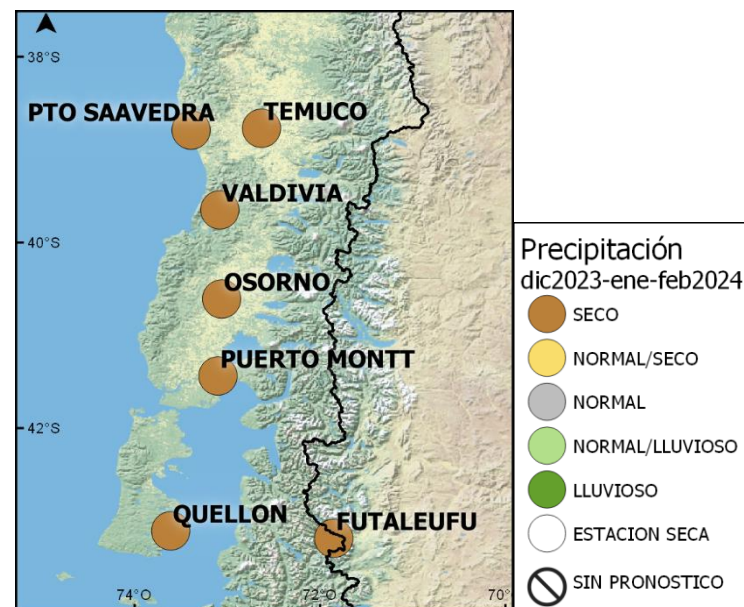 38°S
PTO SAAVEDRA
TEMUCO
VALDIVIA
40°S
OSORNO
PUERTO MONTT
42°S
QUELLON
FUTALEUFU
74°O
72°O
70°
Precipitación
dic2023-ene-feb2024
SECO
NORMAL/SECO
NORMAL
NORMAL/LLUVIOSO
LLUVIOSO
ESTACION SECA
SIN PRONOSTICO